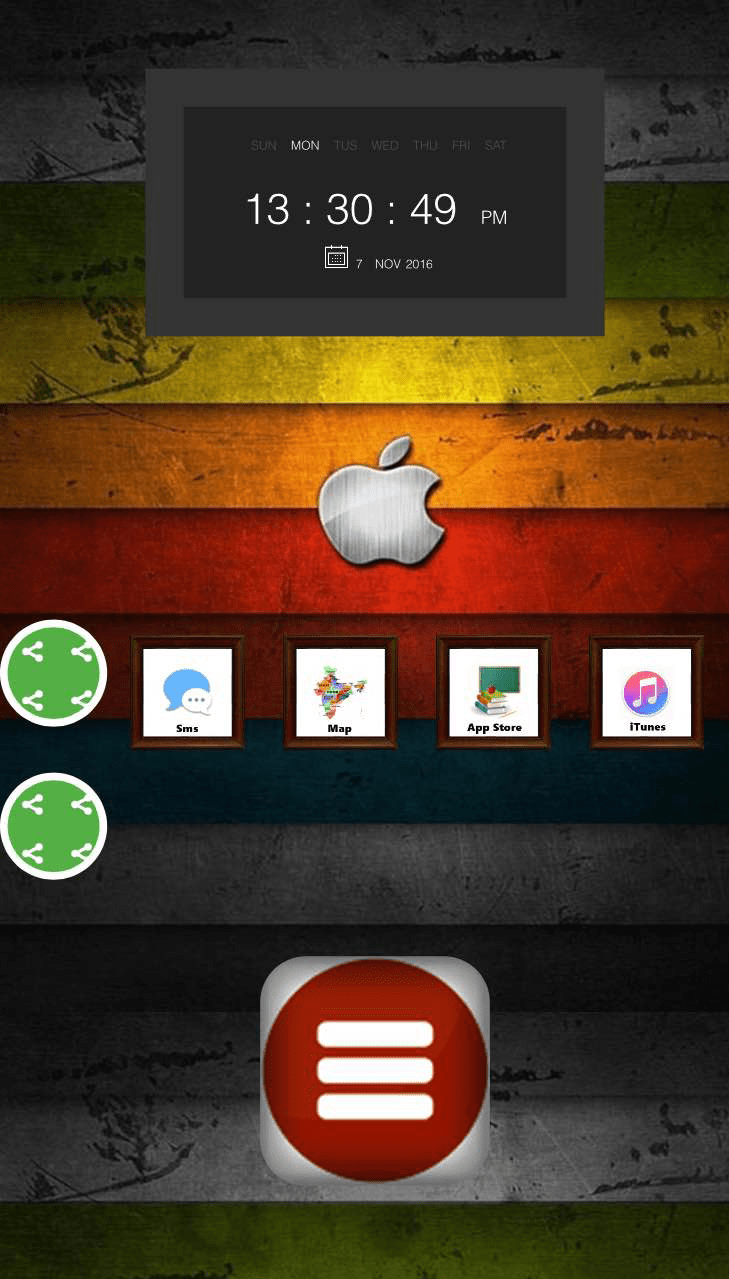 SUN MON TUS WED THU FRI SAT
13 : 30 : 49 PM
7 NOV 2016
Sms Map App Store iTunes